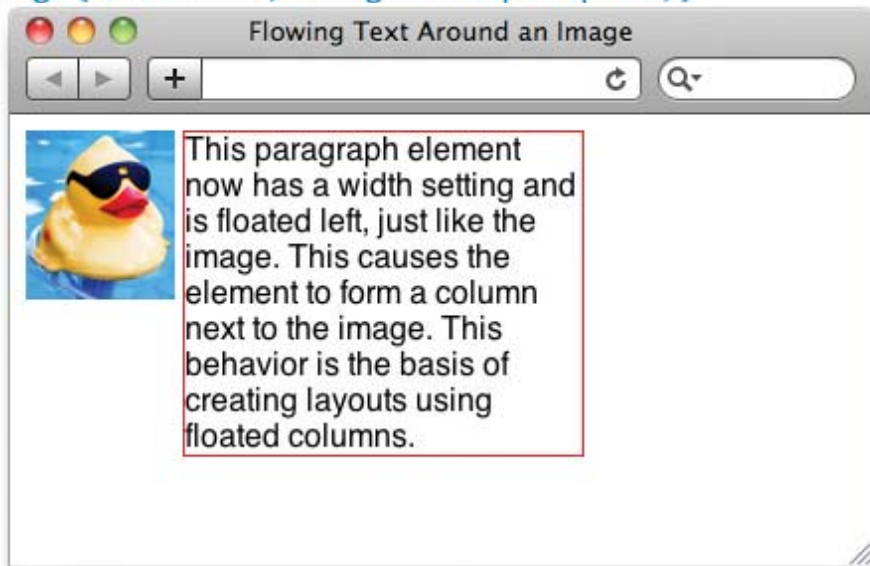 Flowing Text Around an Image
This paragraph element
now has a width setting and
is floated left, just like the
image. This causes the
element to form a column
next to the image. This
behavior is the basis of
creating layouts using
floated columns.